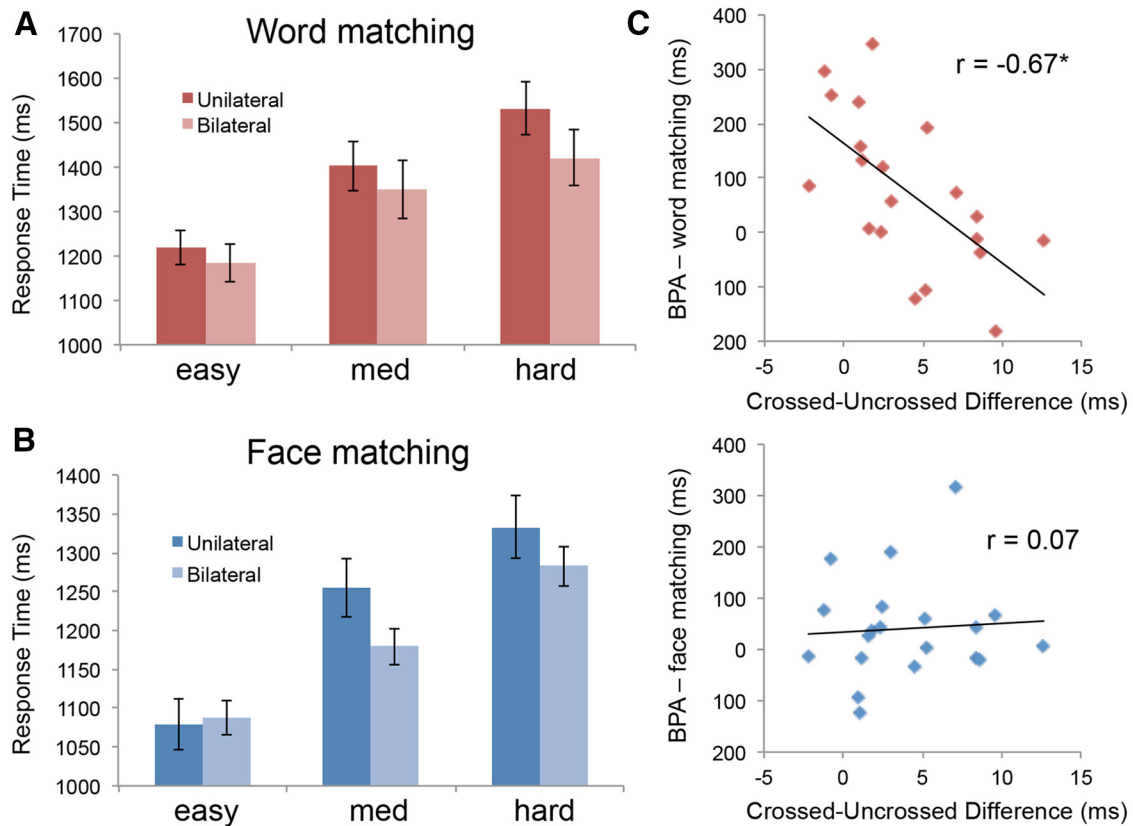 A
Word matching
1700
1600
1500
1400
1300
1200
1100
1000
Response Time (ms)
Unilateral
Bilateral
easy med hard
B
Face matching
1400
1350
1300
1250
1200
1150
1100
1050
1000
Response Time (ms)
Unilateral
Bilateral
easy med hard
C
400
300
200
100
0
100
200
BPA – word matching (ms)
r = -0.67*
-5 0 5 10 15
Crossed-Uncrossed Difference (ms)
400
300
200
100
0
100
200
BPA – face matching (ms)
r = 0.07
-5 0 5 10 15
Crossed-Uncrossed Difference (ms)